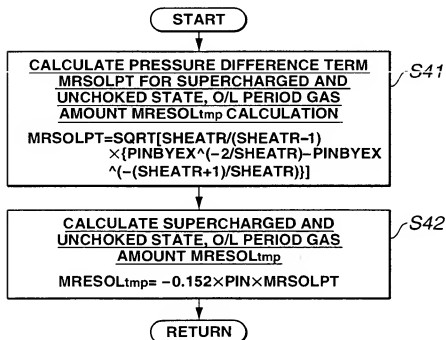 START
CALCULATE PRESSURE DIFFERENCE TERM
MRSOLPT FOR SUPERCHARGED AND
UNCHOKED STATE, O/L PERIOD GAS
AMOUNT MRESOLtmp CALCULATION
MRSOLPT=SQRT[SHEATR/(SHEATR-1)
×{PINBYEX^(-2/SHEATR)-PINBYEX
^(-(SHEATR+1)/SHEATR)}]
S41
CALCULATE SUPERCHARGED AND
UNCHOKED STATE, O/L PERIOD GAS
AMOUNT MRESOLtmp
MRESOLtmp= -0.152×PIN×MRSOLPT
S42
RETURN